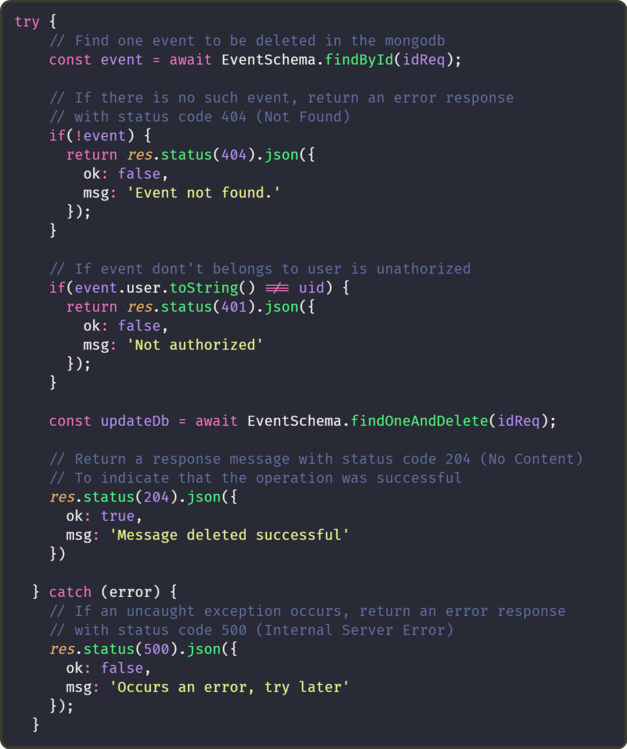 try {
// Find one event to be deleted in the mongodb
const event = await EventSchema.findById(idReq);
// If there is no such event, return an error response
// with status code 404 (Not Found)
if(!event) {
return res.status(404).json({
ok: false,
msg: 'Event not found.'
});
}
// If event dont't belongs to user is unathorized
if(event.user.toString() !== uid) {
return res.status(401).json({
ok: false,
msg: 'Not authorized'
});
}
const updateDb = await EventSchema.findOneAndDelete(idReq);
// Return a response message with status code 204 (No Content)
// To indicate that the operation was successful
res.status(204).json({
ok: true,
msg: 'Message deleted successful'
})
} catch (error) {
// If an uncaught exception occurs, return an error response
// with status code 500 (Internal Server Error)
res.status(500).json({
ok: false,
msg: 'Occurs an error, try later'
});
}